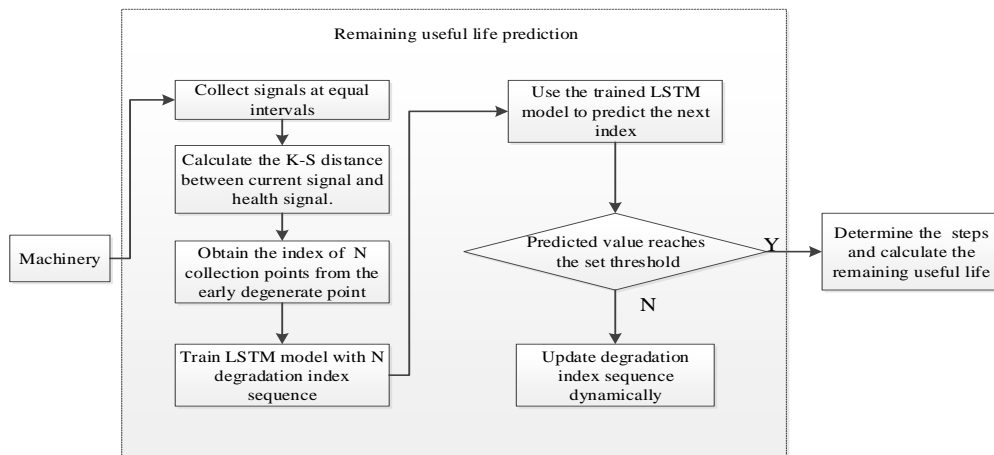 Remaining useful life prediction
Machinery
Collect signals at equal
intervals
Calculate the K-S distance
between current signal and
health signal.
Obtain the index of N
collection points from the
early degenerate point
Train LSTM model with N
degradation index
sequence
Use the trained LSTM
model to predict the next
index
Predicted value reaches
the set threshold
Y
N
Update degradation
index sequence
dynamically
Determine the steps
and calculate the
remaining useful life